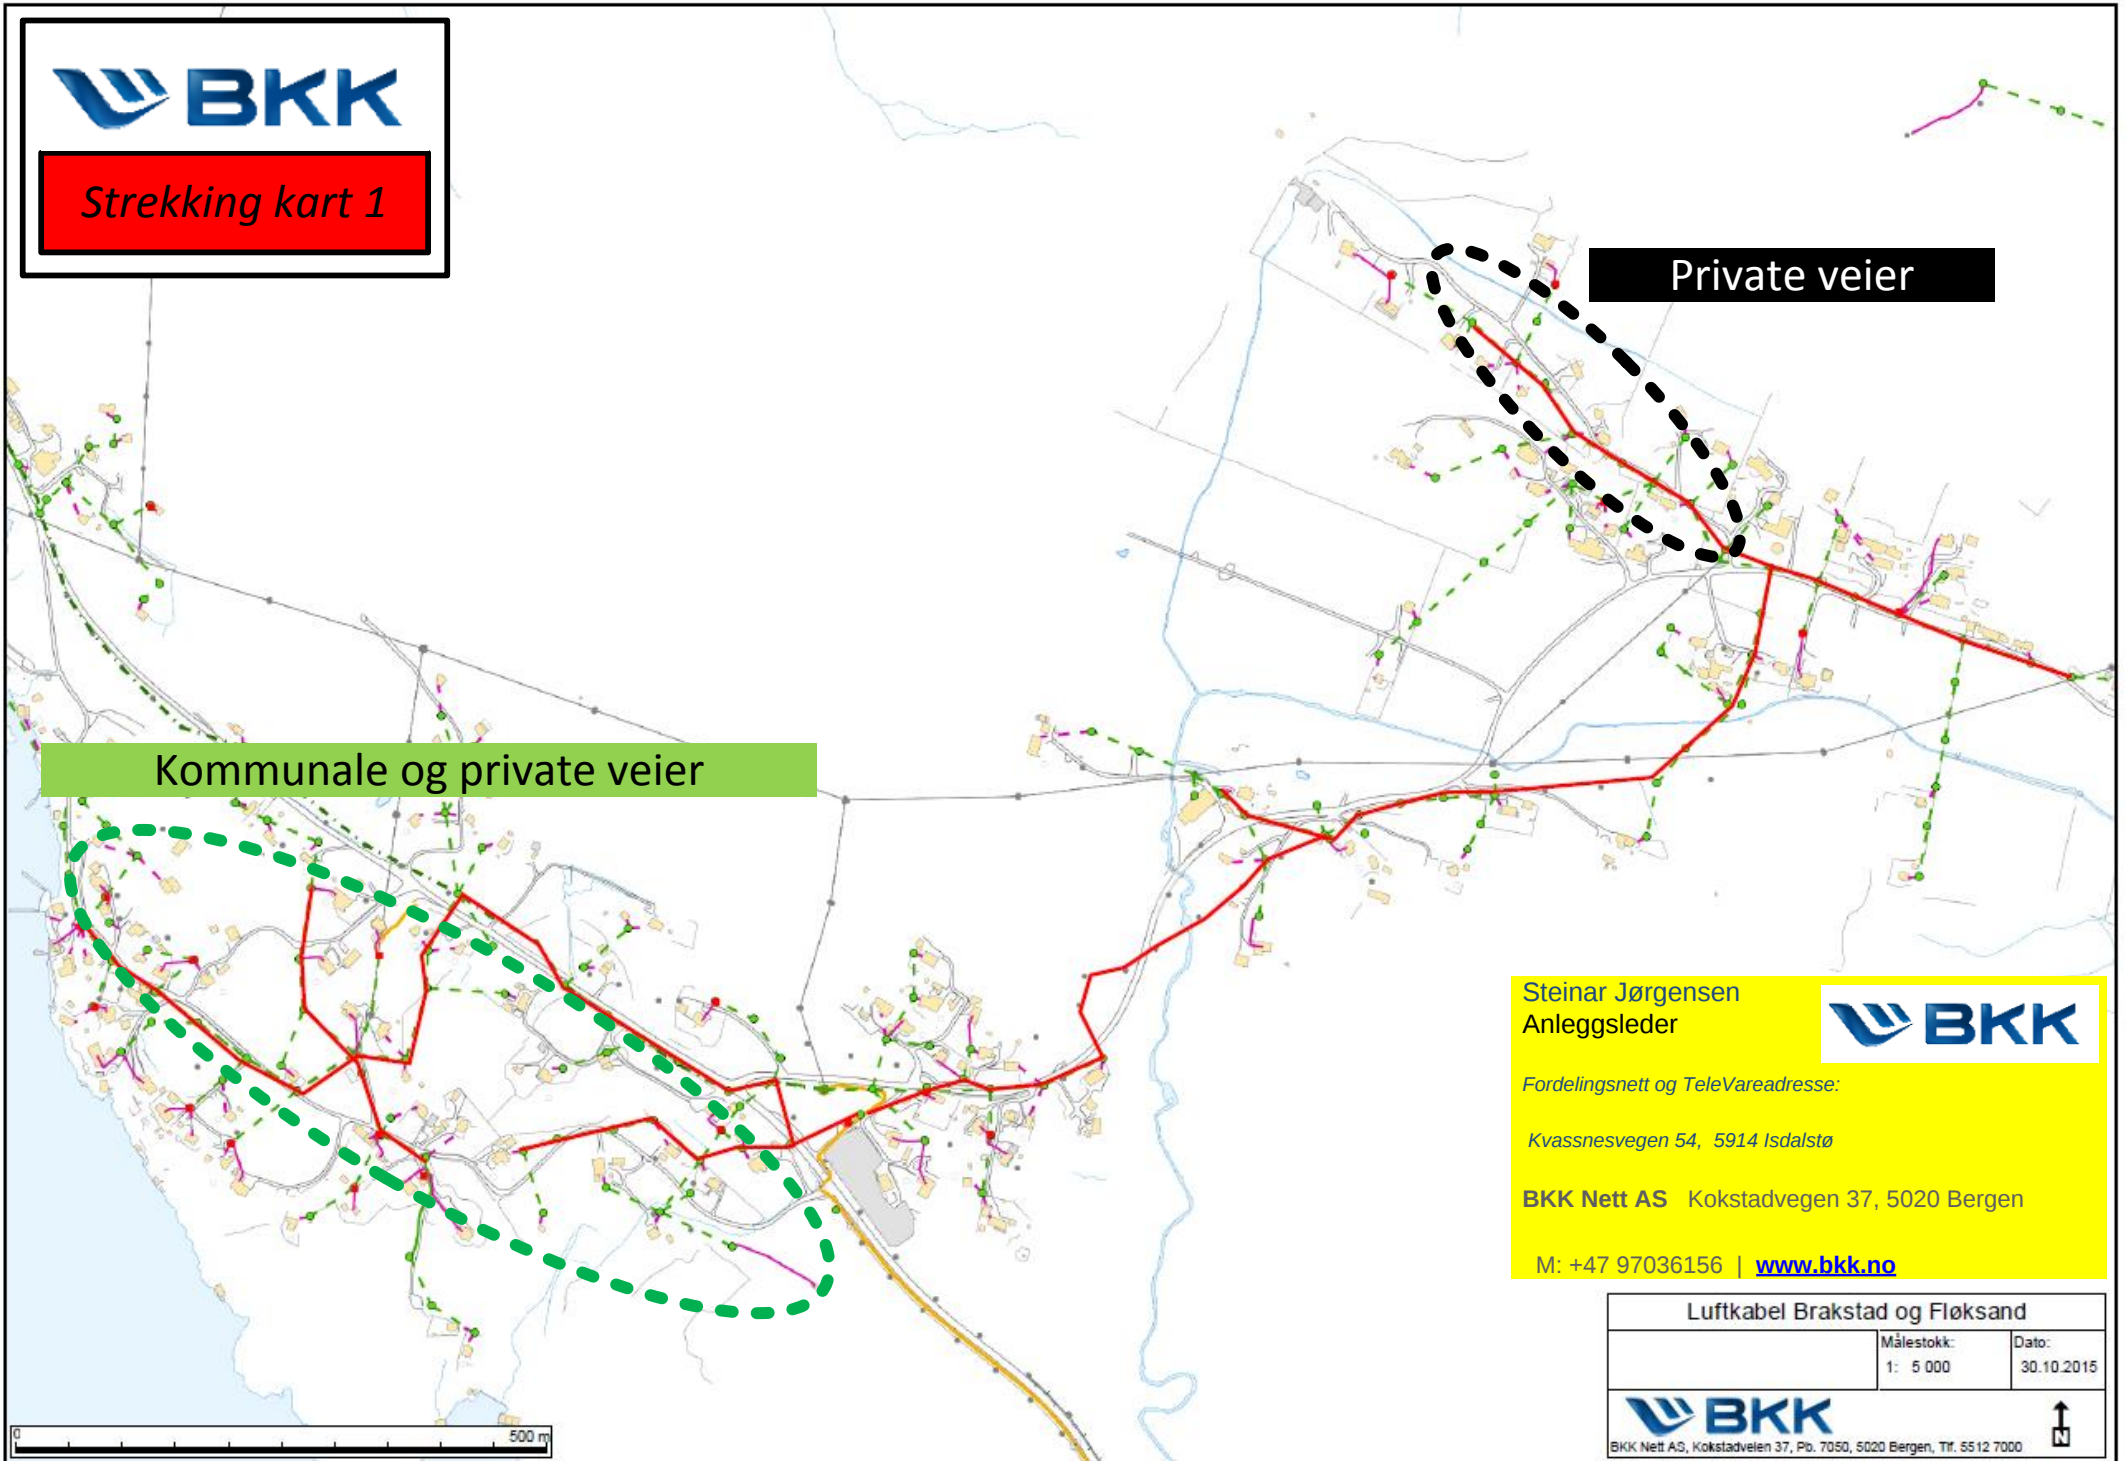 BKK
Strekking kart 1
Private veier
Kommunale og private veier
Steinar Jørgensen
Anleggsleder
BKK
Fordelingsnett og TeleVareadresse:
Kvassnesvegen 54, 5914 Isdalstø
BKK Nett AS Kokstadvegen 37, 5020 Bergen
M: +47 97036156 | www.bkk.no
Luftkabel Brakstad og Fløksand
Målestokk:
1: 5 000
Dato:
30.10.2015
BKK
N
BKK Nett AS, Kokstadveien 37, Pb. 7050, 5020 Bergen, Tlf. 5512 7000
0
500 m